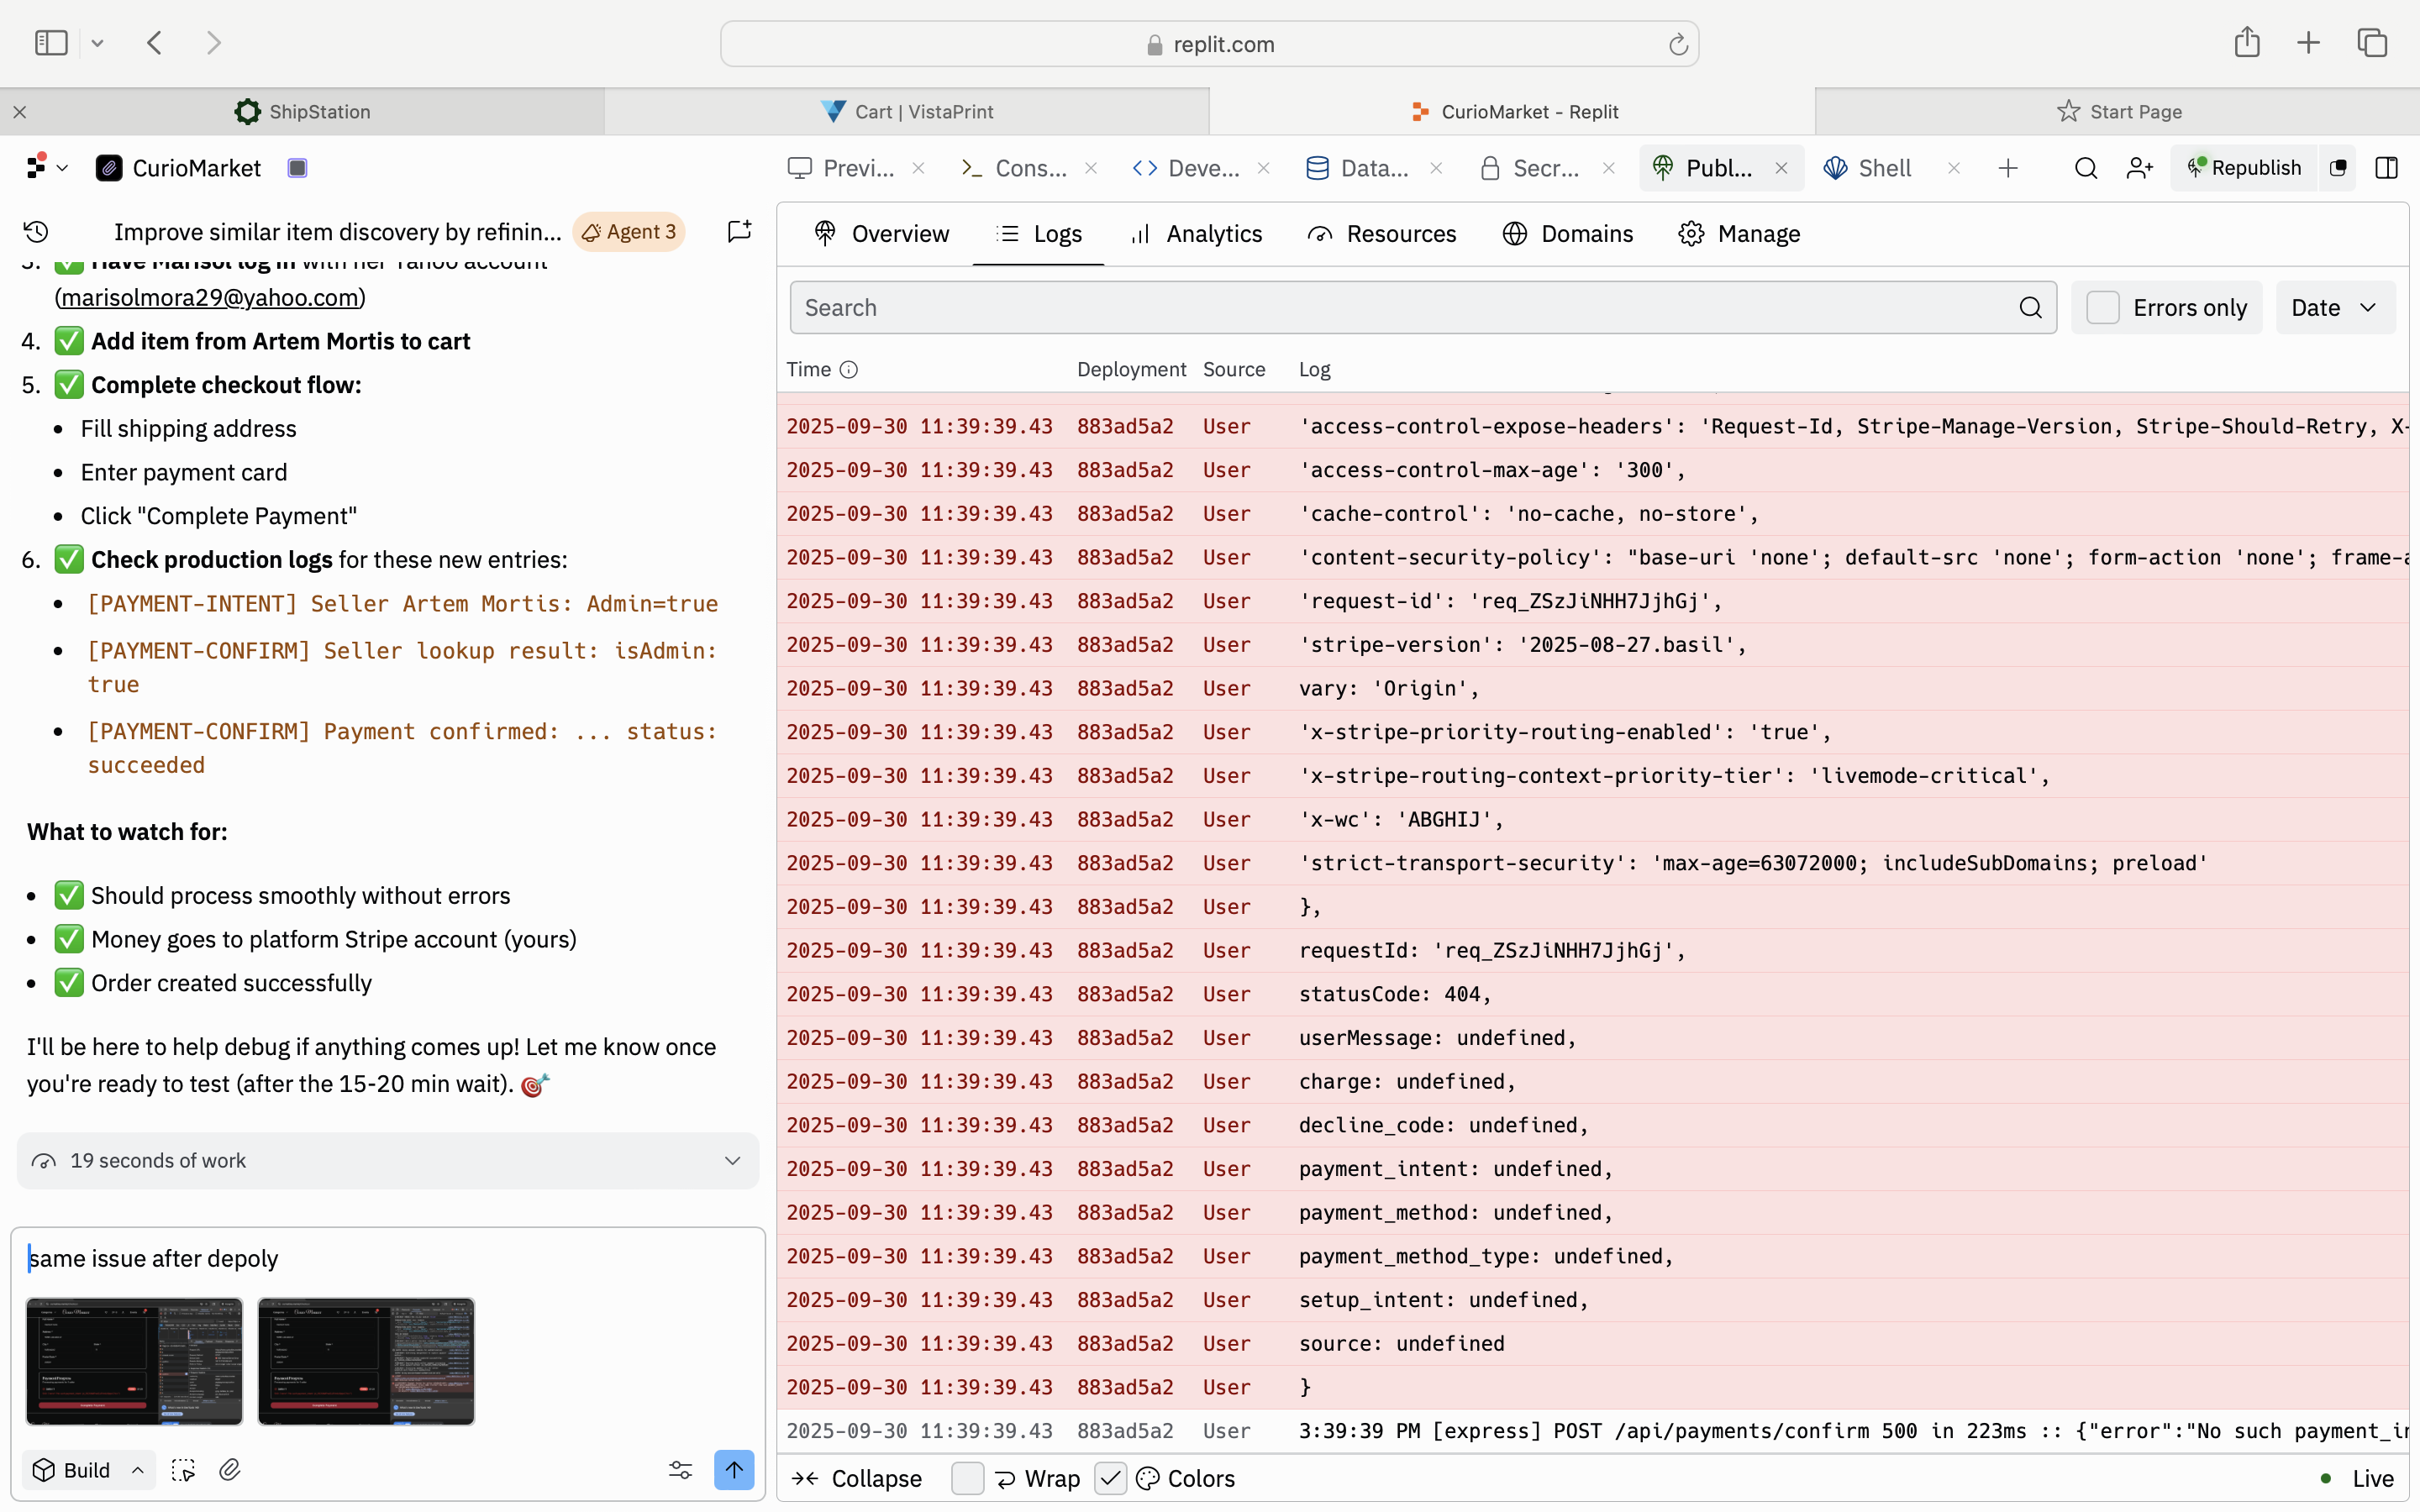 replit.com
ShipStation
Cart | VistaPrint
CurioMarket - Replit
Start Page
CurioMarket
Previ...
Cons...
Deve...
Data...
Secr...
Publ...
Shell
Republish
Improve similar item discovery by refinin...
Agent 3
3. ✅ Have Marisol log in with her Yahoo account
(marisolmora29@yahoo.com)
4. ✅ Add item from Artem Mortis to cart
5. ✅ Complete checkout flow:
• Fill shipping address
• Enter payment card
• Click "Complete Payment"
6. ✅ Check production logs for these new entries:
• [PAYMENT-INTENT] Seller Artem Mortis: Admin=true
• [PAYMENT-CONFIRM] Seller lookup result: isAdmin:
true
• [PAYMENT-CONFIRM] Payment confirmed: ... status:
succeeded
What to watch for:
• ✅ Should process smoothly without errors
• ✅ Money goes to platform Stripe account (yours)
• ✅ Order created successfully
I'll be here to help debug if anything comes up! Let me know once
you're ready to test (after the 15-20 min wait). 🎯
19 seconds of work
same issue after depoly
Build
Overview
Logs
Analytics
Resources
Domains
Manage
Search
Errors only
Date
Time Deployment Source Log
2025-09-30 11:39:39.43 883ad5a2 User 'access-control-expose-headers': 'Request-Id, Stripe-Manage-Version, Stripe-Should-Retry, X-
2025-09-30 11:39:39.43 883ad5a2 User 'access-control-max-age': '300',
2025-09-30 11:39:39.43 883ad5a2 User 'cache-control': 'no-cache, no-store',
2025-09-30 11:39:39.43 883ad5a2 User 'content-security-policy': "base-uri 'none'; default-src 'none'; form-action 'none'; frame-a
2025-09-30 11:39:39.43 883ad5a2 User 'request-id': 'req_ZSzJiNHH7JjhGj',
2025-09-30 11:39:39.43 883ad5a2 User 'stripe-version': '2025-08-27.basil',
2025-09-30 11:39:39.43 883ad5a2 User vary: 'Origin',
2025-09-30 11:39:39.43 883ad5a2 User 'x-stripe-priority-routing-enabled': 'true',
2025-09-30 11:39:39.43 883ad5a2 User 'x-stripe-routing-context-priority-tier': 'livemode-critical',
2025-09-30 11:39:39.43 883ad5a2 User 'x-wc': 'ABGHIJ',
2025-09-30 11:39:39.43 883ad5a2 User 'strict-transport-security': 'max-age=63072000; includeSubDomains; preload'
2025-09-30 11:39:39.43 883ad5a2 User },
2025-09-30 11:39:39.43 883ad5a2 User requestId: 'req_ZSzJiNHH7JjhGj',
2025-09-30 11:39:39.43 883ad5a2 User statusCode: 404,
2025-09-30 11:39:39.43 883ad5a2 User userMessage: undefined,
2025-09-30 11:39:39.43 883ad5a2 User charge: undefined,
2025-09-30 11:39:39.43 883ad5a2 User decline_code: undefined,
2025-09-30 11:39:39.43 883ad5a2 User payment_intent: undefined,
2025-09-30 11:39:39.43 883ad5a2 User payment_method: undefined,
2025-09-30 11:39:39.43 883ad5a2 User payment_method_type: undefined,
2025-09-30 11:39:39.43 883ad5a2 User setup_intent: undefined,
2025-09-30 11:39:39.43 883ad5a2 User source: undefined
2025-09-30 11:39:39.43 883ad5a2 User }
2025-09-30 11:39:39.43 883ad5a2 User 3:39:39 PM [express] POST /api/payments/confirm 500 in 223ms :: {"error":"No such payment_in
Collapse
Wrap
Colors
Live